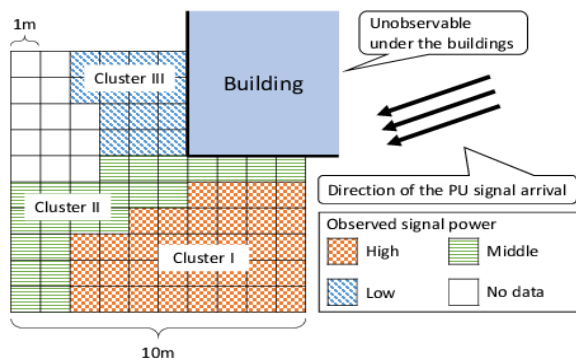 1m
Unobservable
under the buildings
Cluster III
Building
Direction of the PU signal arrival
Cluster II
Observed signal power
High
Middle
Cluster I
Low
No data
10m